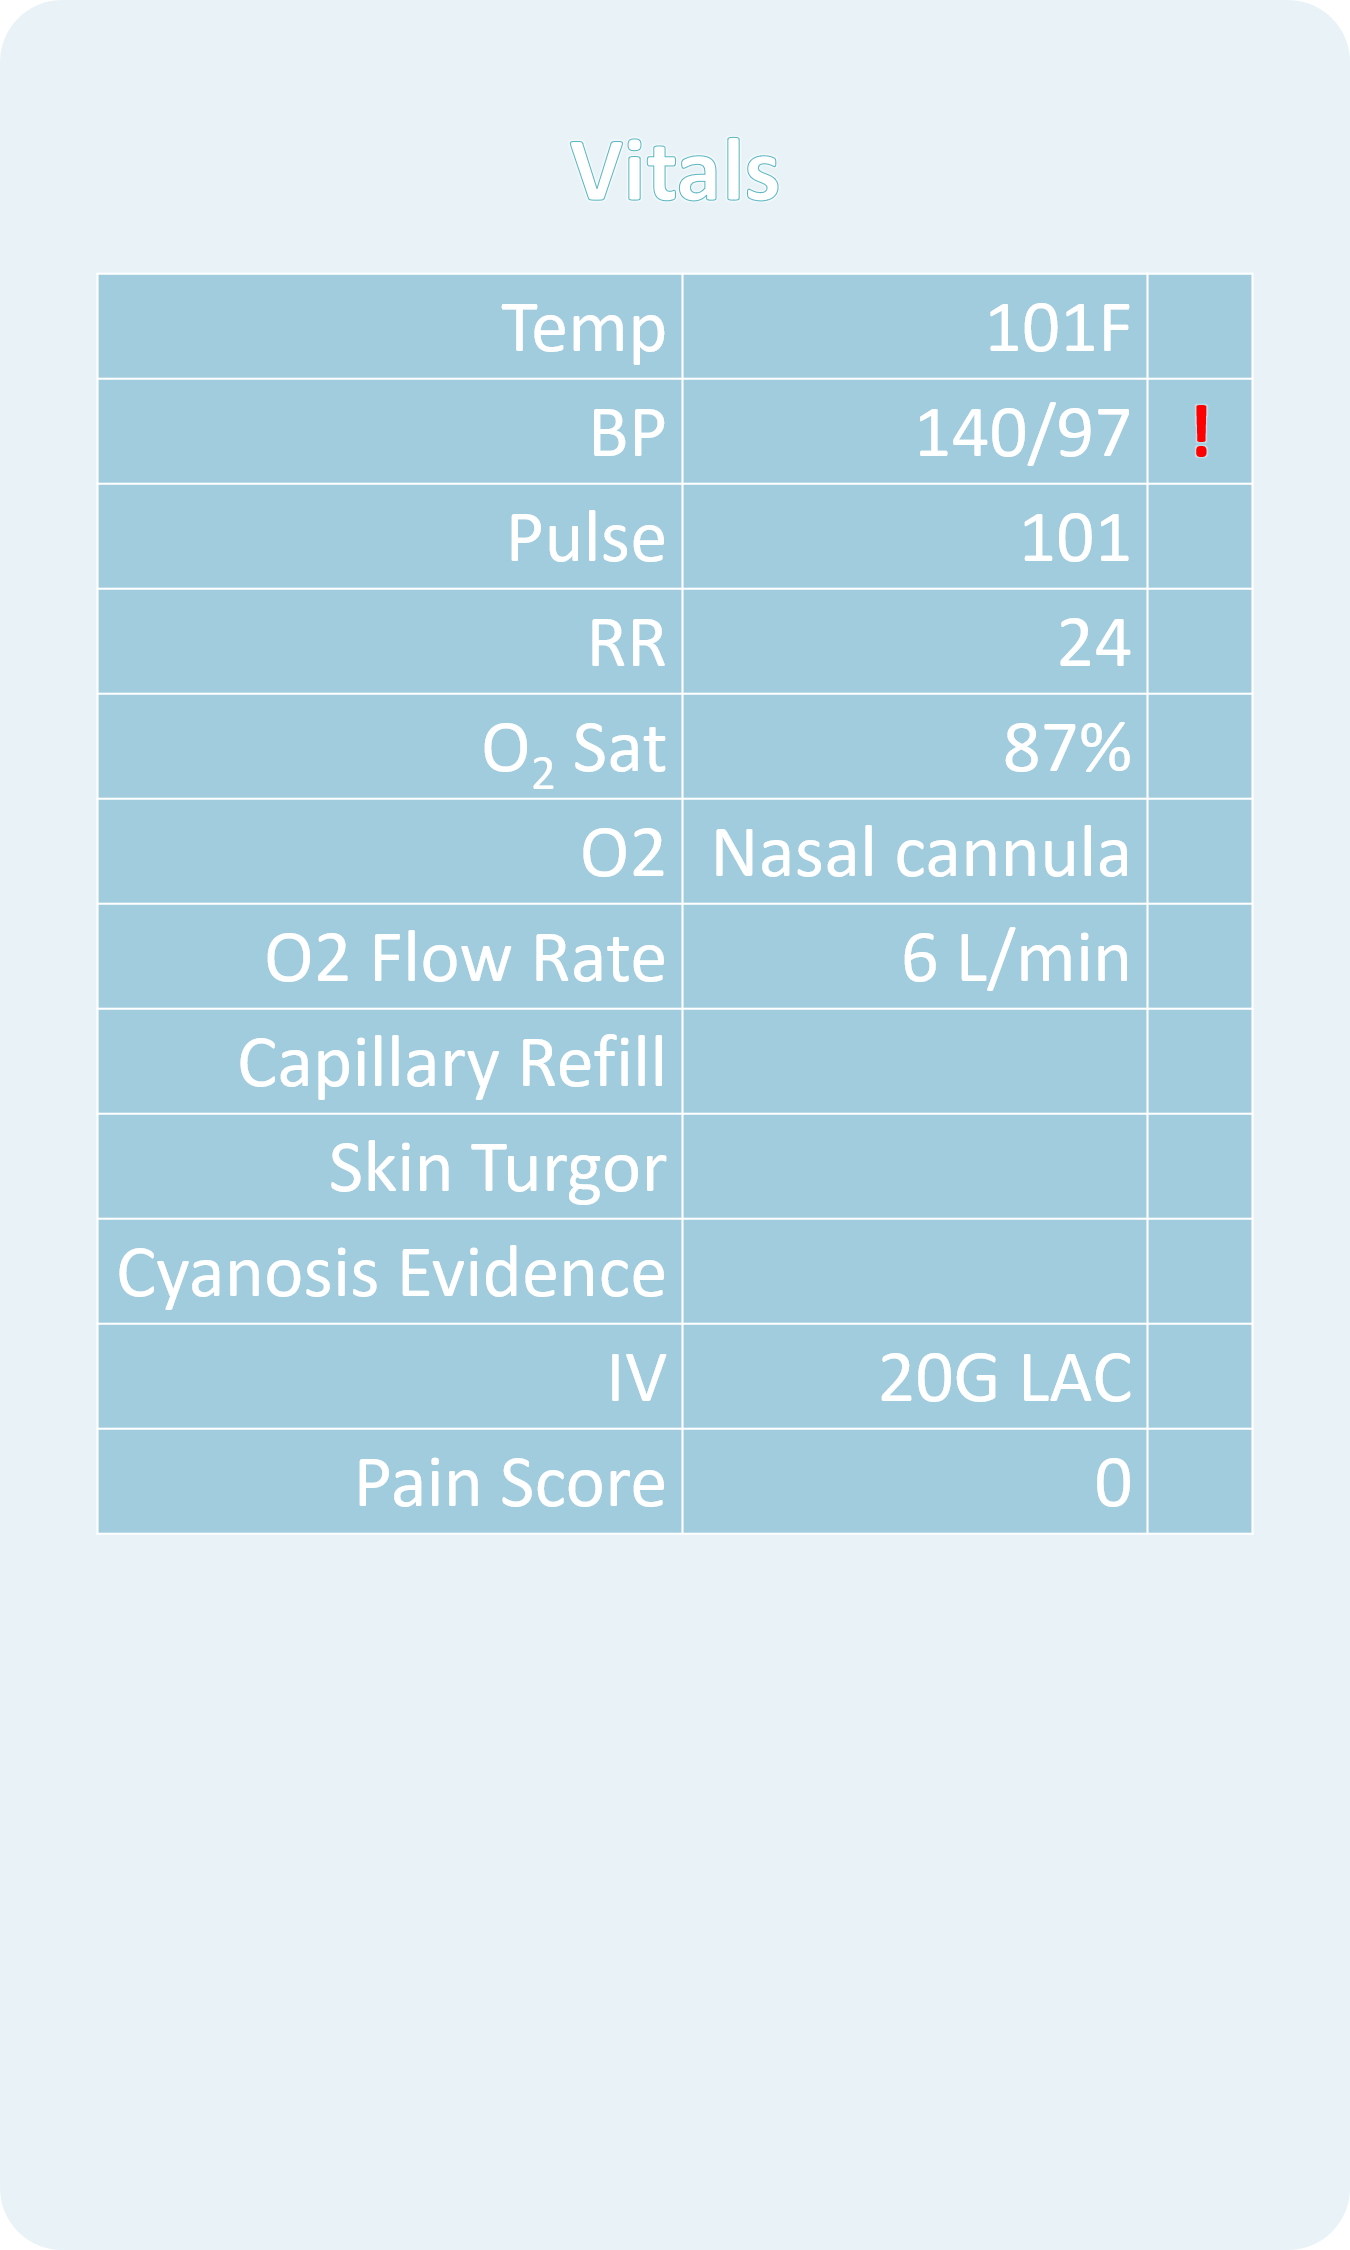 Vitals
Temp 101F
BP 140/97 !
Pulse 101
RR 24
O₂ Sat 87%
O2 Nasal cannula
O2 Flow Rate 6 L/min
Capillary Refill
Skin Turgor
Cyanosis Evidence
IV 20G LAC
Pain Score 0